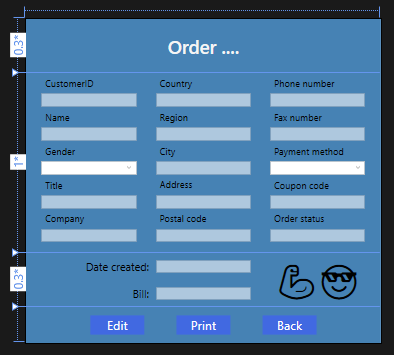 Order ....
0.3*
CustomerID Country Phone number
Name Region Fax number
Gender City Payment method
1*
Title Address Coupon code
Company Postal code Order status
Date created:
0.3*
Bill:
Edit Print Back